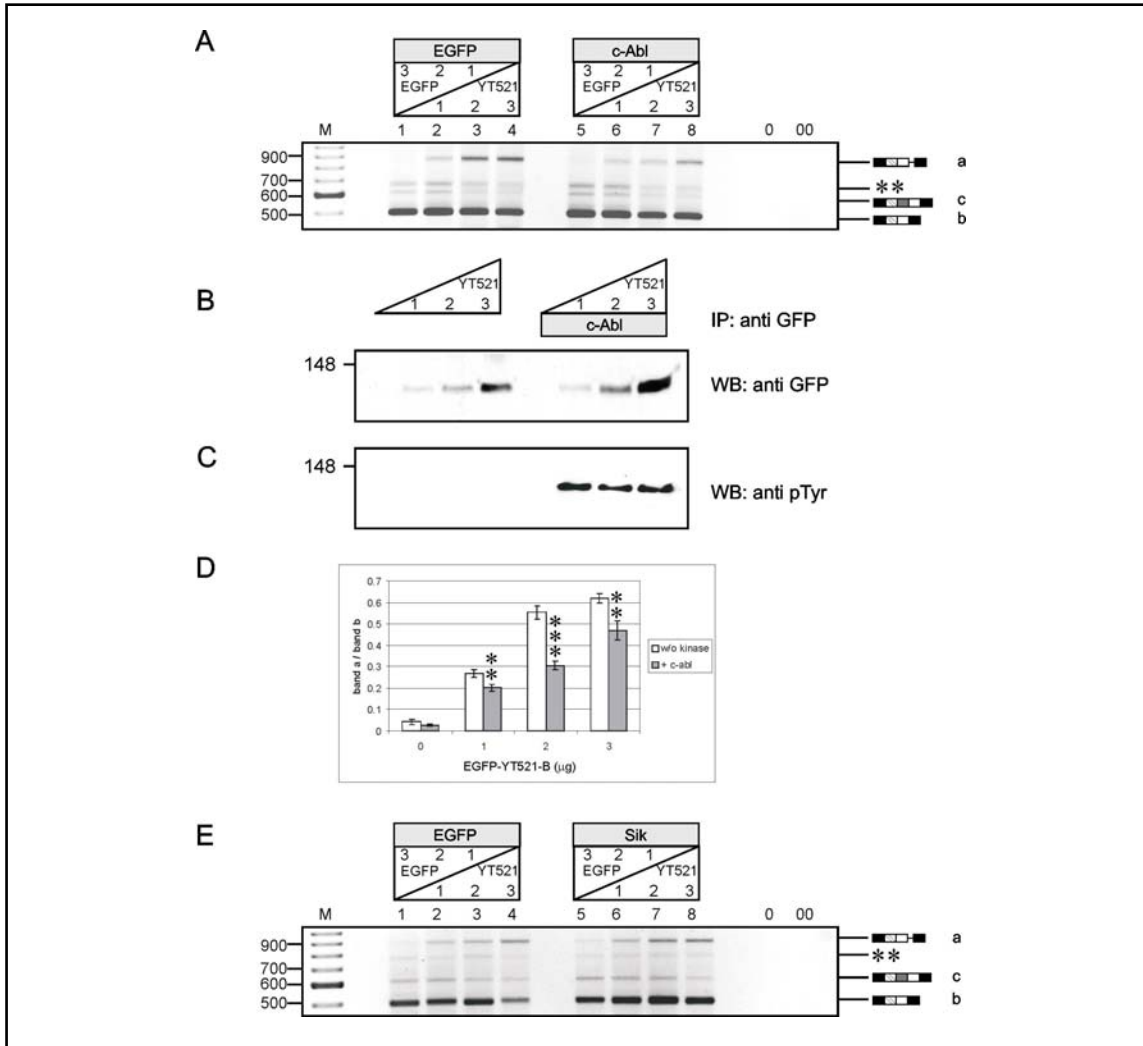 A
EGFP c-Abl
3 2 1 3 2 1
EGFP YT521 EGFP YT521
1 2 3 1 2 3
M 1 2 3 4 5 6 7 8 0 00
900
700
600
500
a
**
c
b
B
YT521 YT521
1 2 3 1 2 3
c-Abl
IP: anti GFP
148
WB: anti GFP
C
148
WB: anti pTyr
D
0.7
0.6
0.5
0.4
0.3
0.2
0.1
0
band a / band b
** *** **
w/o kinase
+ c-abl
0 1 2 3
EGFP-YT521-B (µg)
E
EGFP Sik
3 2 1 3 2 1
EGFP YT521 EGFP YT521
1 2 3 1 2 3
M 1 2 3 4 5 6 7 8 0 00
900
700
600
500
a
**
c
b